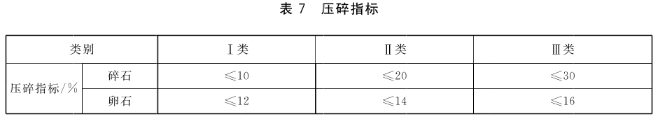 表 7 压碎指标
类别 Ⅰ类 Ⅱ类 Ⅲ类
压碎指标/% 碎石 ≤10 ≤20 ≤30
卵石 ≤12 ≤14 ≤16